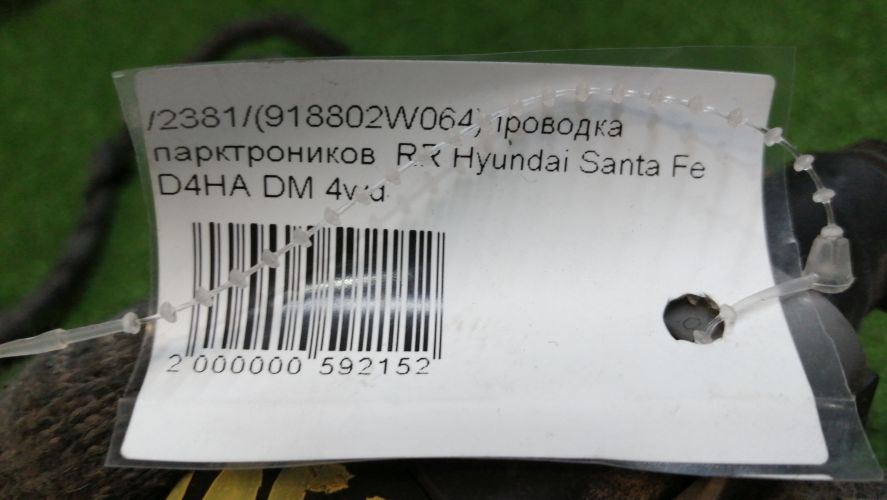 /2381/(918802W064) проводка
парктроников RR Hyundai Santa Fe
D4HA DM 4wd
2 000000 592152